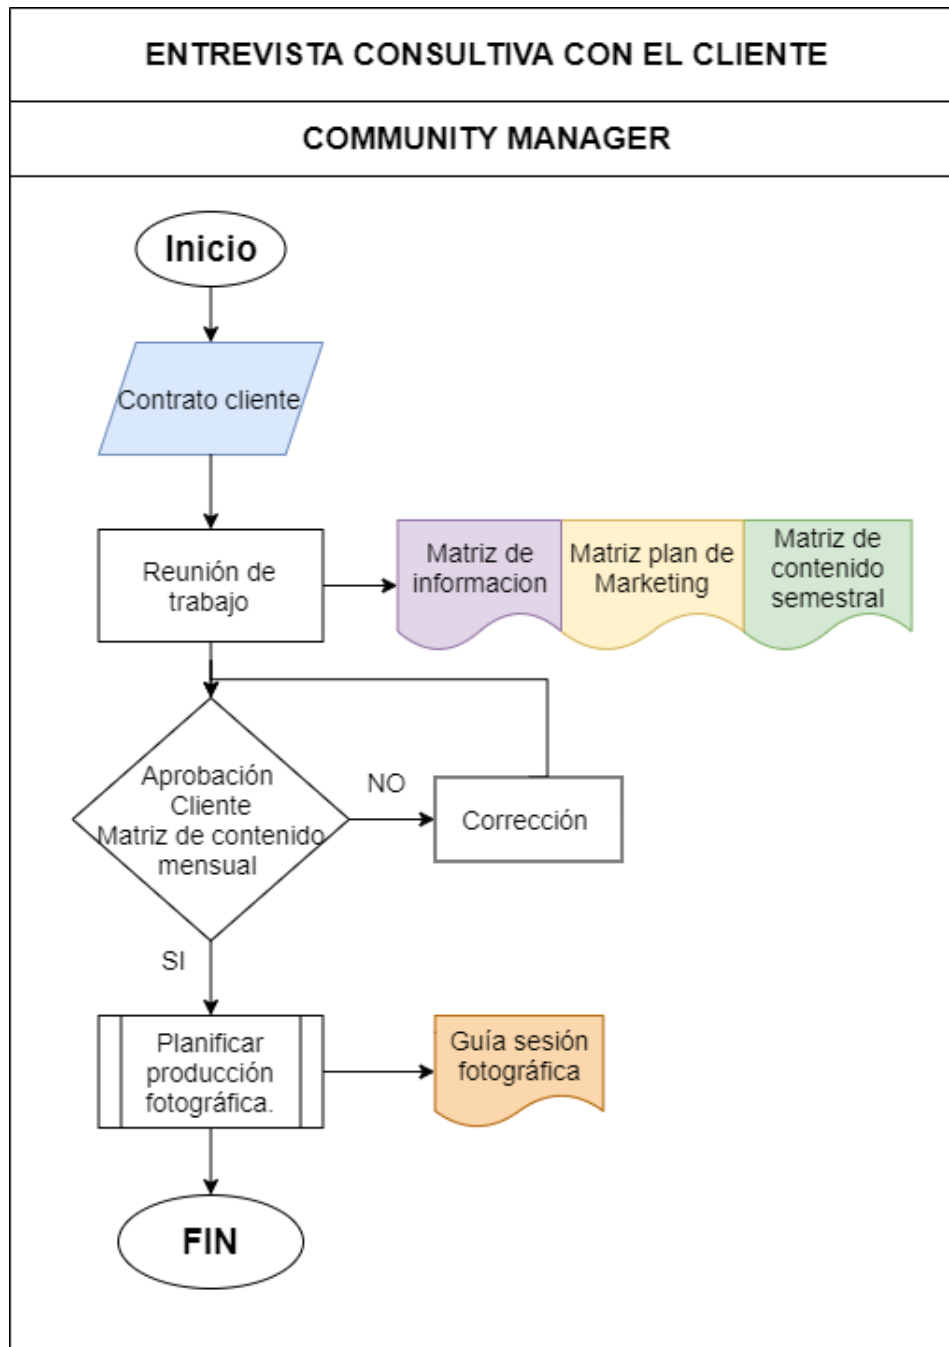 ENTREVISTA CONSULTIVA CON EL CLIENTE
COMMUNITY MANAGER
Inicio
Contrato cliente
Reunión de
trabajo
Matriz de
informacion
Matriz plan de
Marketing
Matriz de
contenido
semestral
Aprobación
Cliente
Matriz de contenido
mensual
NO
Corrección
SI
Planificar
producción
fotográfica.
Guía sesión
fotográfica
FIN